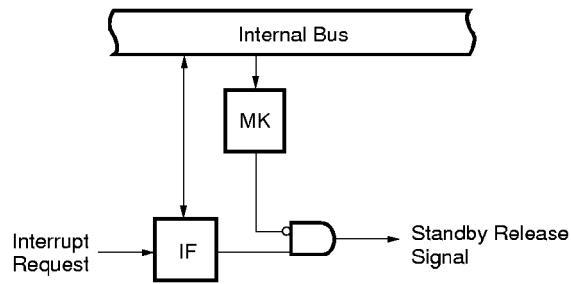 Internal Bus
MK
Interrupt
Request
IF
Standby Release
Signal